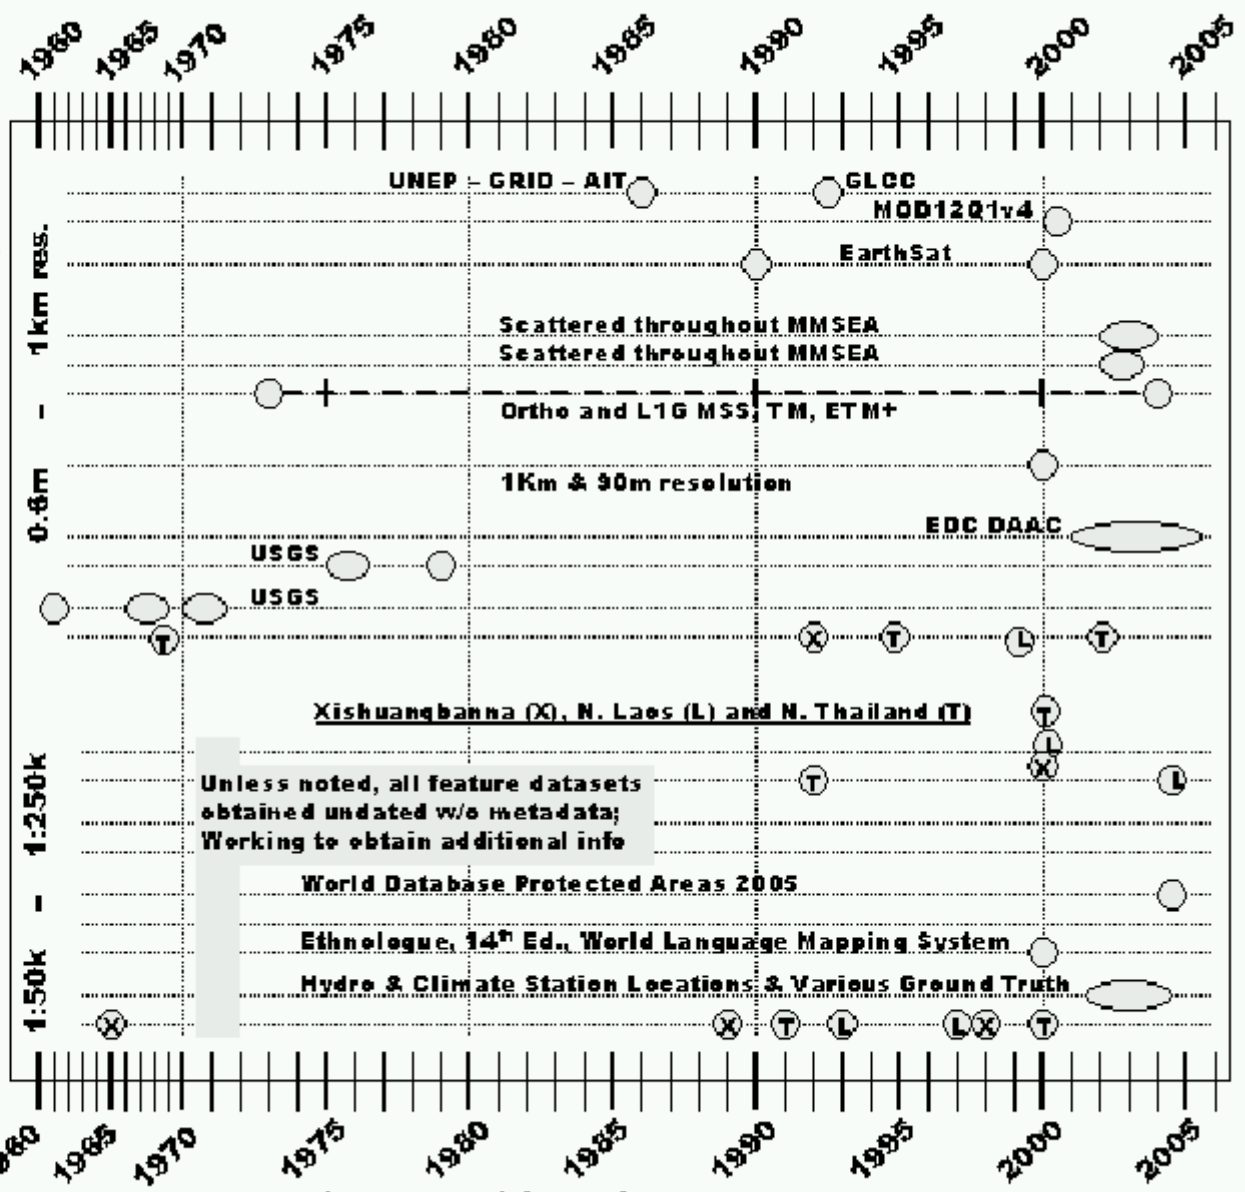 1960 1965 1970 1975 1980 1985 1990 1995 2000 2005
UNEP – GRID – AIT
GLCC
MOD12Q1v4
EarthSat
Scattered throughout MMSEA
Scattered throughout MMSEA
Ortho and L1G MSS, TM, ETM+
1Km & 90m resolution
EDC DAAC
USGS
USGS
T X T L T
Xishuangbanna (X), N. Laos (L) and N. Thailand (T)
T
L
X
T L
Unless noted, all feature datasets
obtained undated w/o metadata;
Working to obtain additional info
World Database Protected Areas 2005
Ethnologue, 14th Ed., World Language Mapping System
Hydro & Climate Station Locations & Various Ground Truth
X X T L L X T
0.6m – 1km res.
1:50k – 1:250k
960 1965 1970 1975 1980 1985 1990 1995 2000 2005